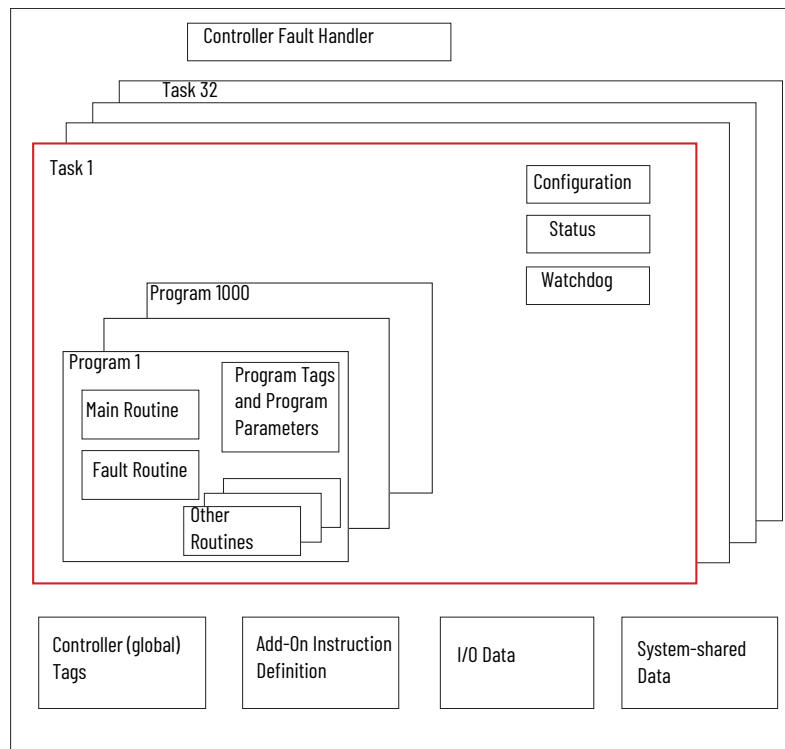 Controller Fault Handler
Task 32
Task 1
Configuration
Status
Watchdog
Program 1000
Program 1
Main Routine
Fault Routine
Program Tags
and Program
Parameters
Other
Routines
Controller (global)
Tags
Add-On Instruction
Definition
I/O Data
System-shared
Data